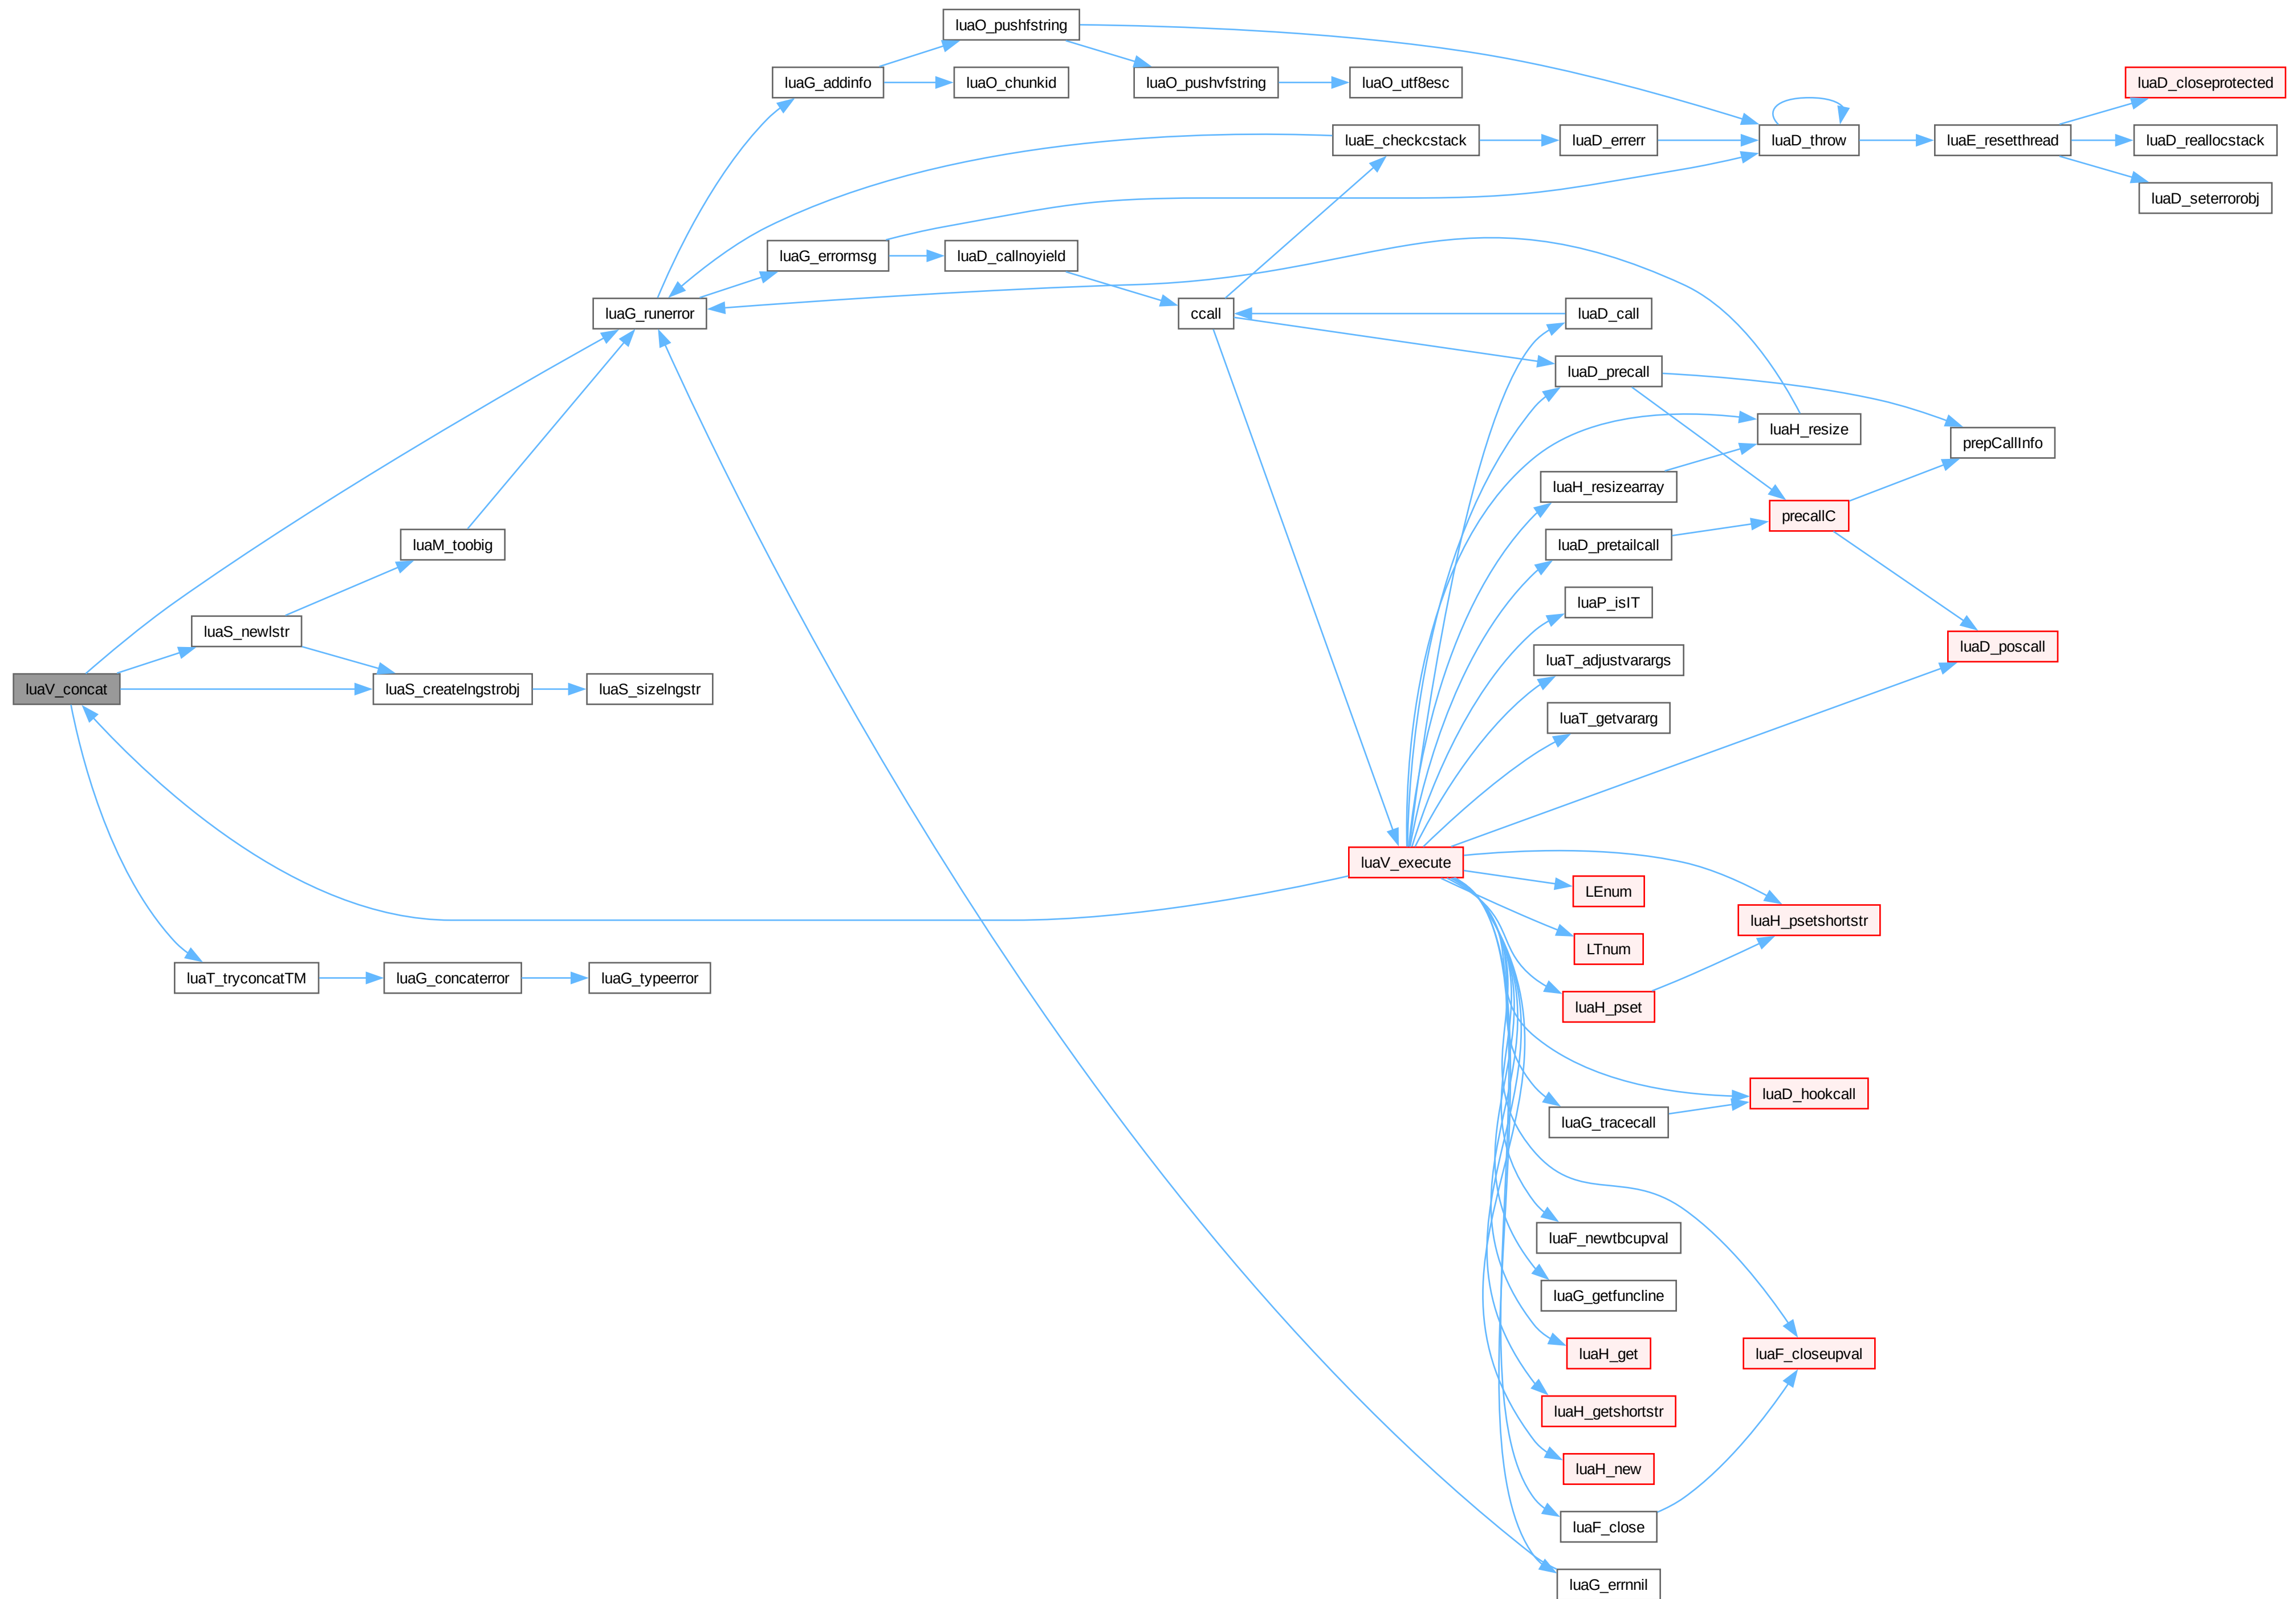 luaO_pushfstring
luaG_addinfo
luaO_chunkid
luaO_pushvfstring
luaO_utf8esc
luaD_closeprotected
luaE_checkcstack
luaD_errerr
luaD_throw
luaE_resetthread
luaD_reallocstack
luaD_seterrorobj
luaG_errormsg
luaD_callnoyield
luaG_runerror
ccall
luaD_call
luaD_precall
luaH_resize
prepCallInfo
luaH_resizearray
precallC
luaM_toobig
luaD_pretailcall
luaP_isIT
luaS_newlstr
luaD_poscall
luaT_adjustvarargs
luaV_concat
luaS_createlngstrobj
luaS_sizelngstr
luaT_getvararg
luaV_execute
LEnum
luaH_psetshortstr
LTnum
luaT_tryconcatTM
luaG_concaterror
luaG_typeerror
luaH_pset
luaD_hookcall
luaG_tracecall
luaF_newtbcupval
luaG_getfuncline
luaH_get
luaF_closeupval
luaH_getshortstr
luaH_new
luaF_close
luaG_errnnil